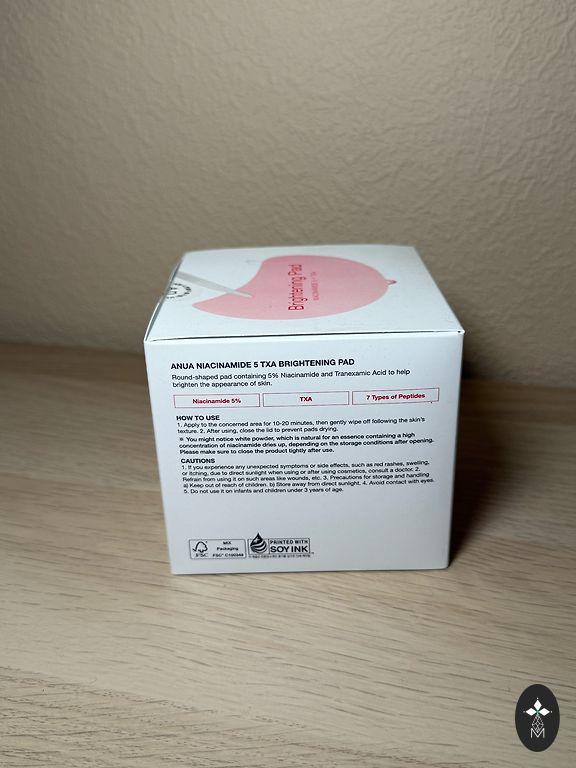 Brightening Pad
NIACINAMIDE 5 + TXA
ANUA NIACINAMIDE 5 TXA BRIGHTENING PAD
Round-shaped pad containing 5% Niacinamide and Tranexamic Acid to help
brighten the appearance of skin.
Niacinamide 5%
TXA
7 Types of Peptides
HOW TO USE
1. Apply to the concerned area for 10-20 minutes, then gently wipe off following the skin's
texture. 2. After using, close the lid to prevent pads drying.
※ You might notice white powder, which is natural for an essence containing a high
concentration of niacinamide dries up, depending on the storage conditions after opening.
Please make sure to close the product tightly after use.
CAUTIONS
1. If you experience any unexpected symptoms or side effects, such as red rashes, swelling,
or itching, due to direct sunlight when using or after using cosmetics, consult a doctor. 2.
Refrain from using it on such areas like wounds, etc. 3. Precautions for storage and handling
a) Keep out of reach of children. b) Store away from direct sunlight. 4. Avoid contact with eyes.
5. Do not use it on infants and children under 3 years of age.
FSC
MIX
Packaging
FSC® C100348
PRINTED WITH
SOY INK™
M